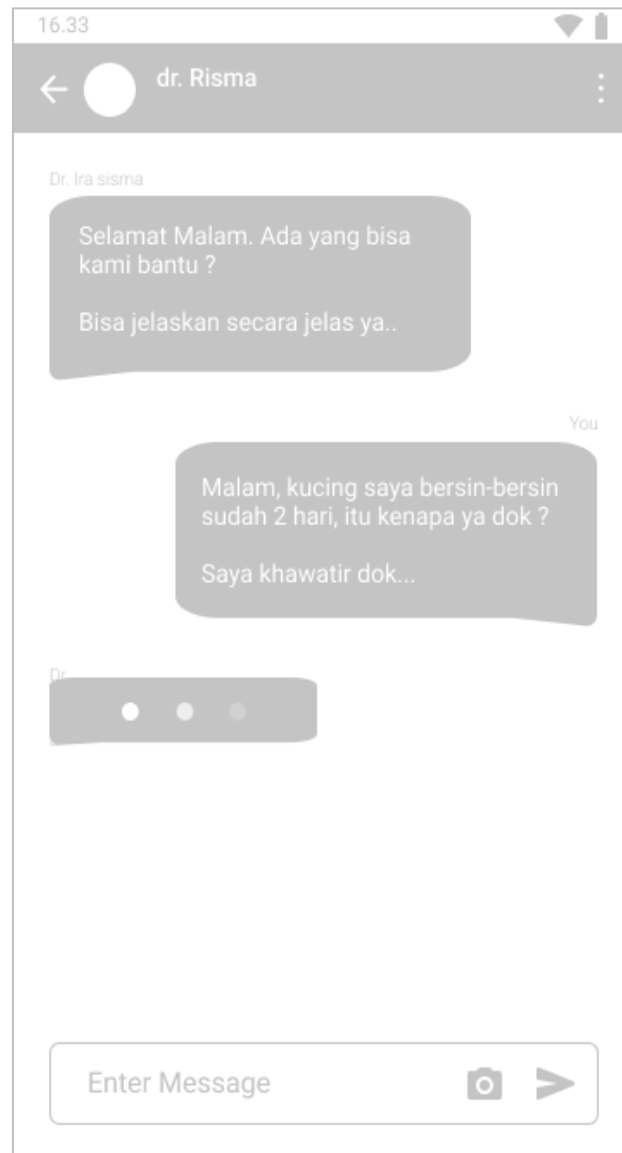 16.33
dr. Risma
Dr. Ira sisma
Selamat Malam. Ada yang bisa
kami bantu ?
Bisa jelaskan secara jelas ya..
You
Malam, kucing saya bersin-bersin
sudah 2 hari, itu kenapa ya dok ?
Saya khawatir dok...
Dr
Enter Message